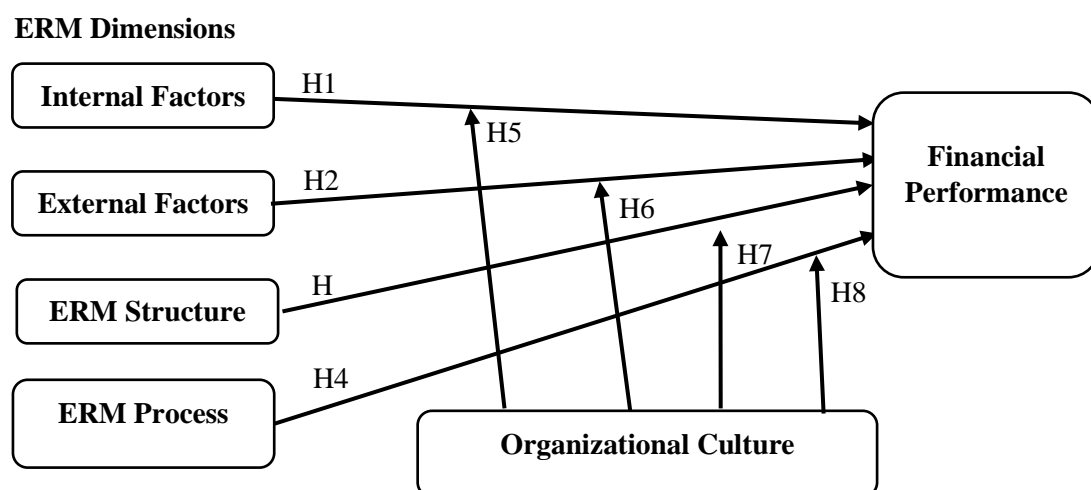 ERM Dimensions
Internal Factors
H1
H5
Financial
Performance
External Factors
H2
H6
ERM Structure
H
H7
H8
ERM Process
H4
Organizational Culture